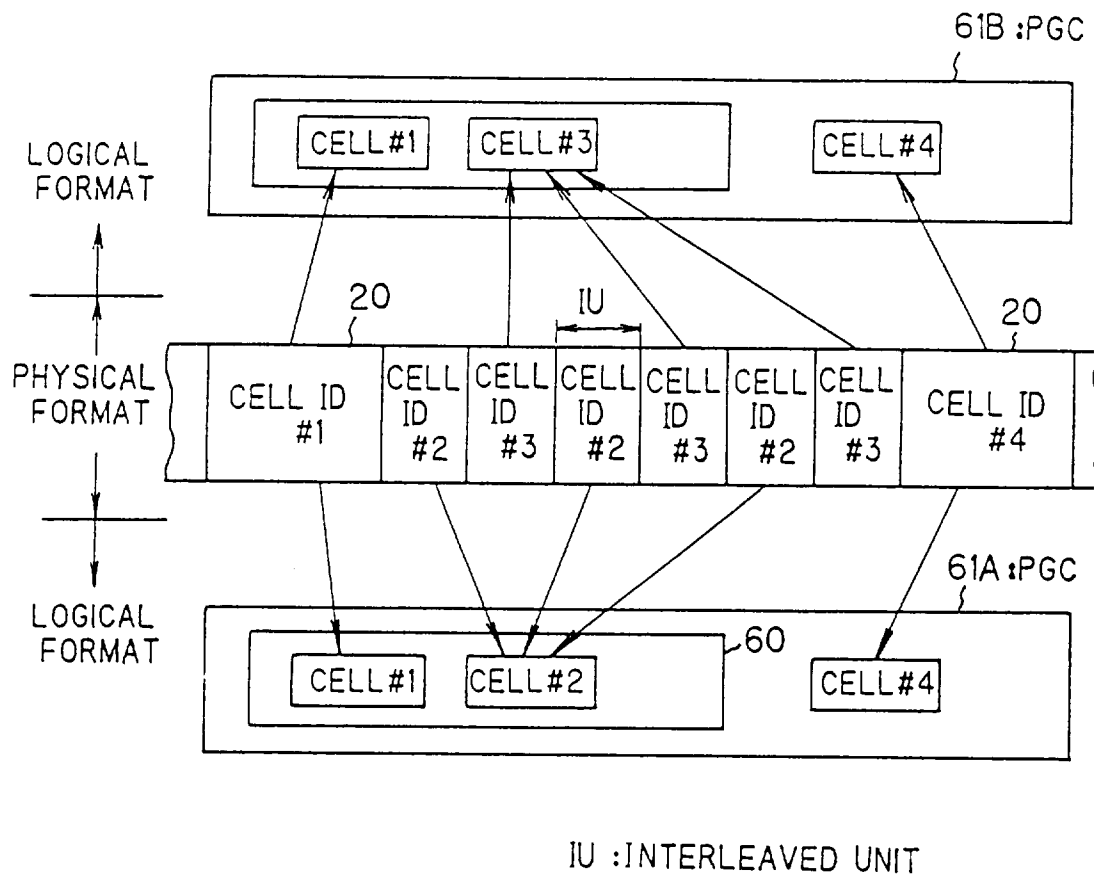 61B :PGC
CELL#1
CELL#3
CELL#4
LOGICAL
FORMAT
20
IU
20
PHYSICAL
FORMAT
CELL ID
#1
CELL
ID
#2
CELL
ID
#3
CELL
ID
#2
CELL
ID
#3
CELL
ID
#2
CELL
ID
#3
CELL ID
#4
61A :PGC
LOGICAL
FORMAT
60
CELL#1
CELL#2
CELL#4
IU :INTERLEAVED UNIT